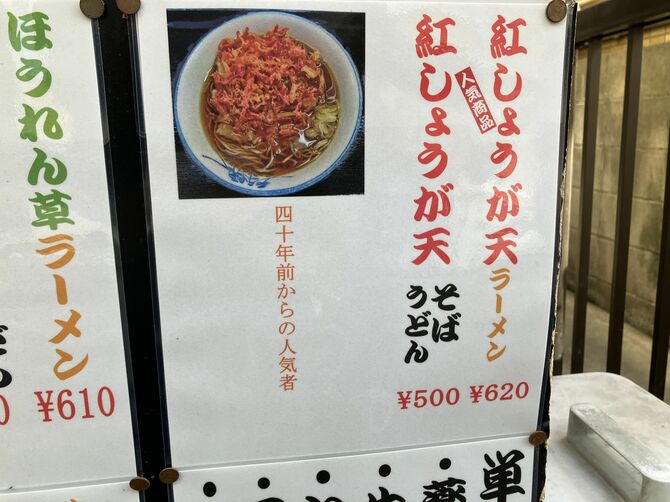 紅しょうが天ラーメン
¥620
人気商品
紅しょうが天
そば
うどん
¥500
四十年前からの人気者
ほうれん草ラーメン
¥610
単
薬